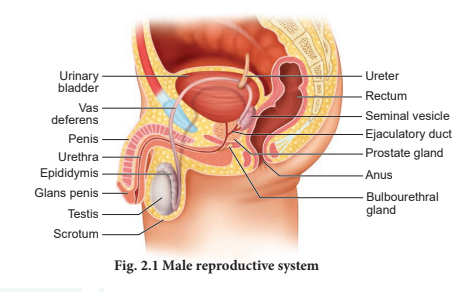 Urinary
bladder
Vas
deferens
Penis
Urethra
Epididymis
Glans penis
Testis
Scrotum
Ureter
Rectum
Seminal vesicle
Ejaculatory duct
Prostate gland
Anus
Bulbourethral
gland
Fig. 2.1 Male reproductive system